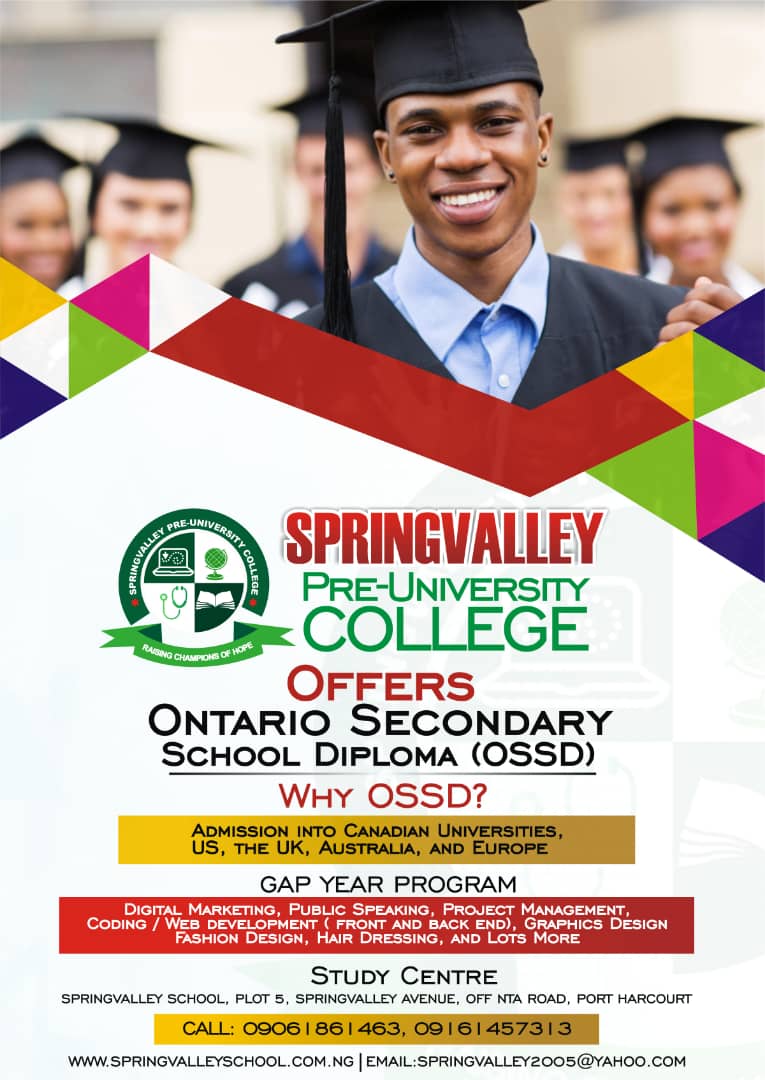 SPRINGVALLEY PRE-UNIVERSITY COLLEGE
RAISING CHAMPIONS OF HOPE
SPRINGVALLEY
PRE-UNIVERSITY
COLLEGE
OFFERS
ONTARIO SECONDARY
SCHOOL DIPLOMA (OSSD)
WHY OSSD?
ADMISSION INTO CANADIAN UNIVERSITIES,
US, THE UK, AUSTRALIA, AND EUROPE
GAP YEAR PROGRAM
DIGITAL MARKETING, PUBLIC SPEAKING, PROJECT MANAGEMENT,
CODING / WEB DEVELOPMENT ( FRONT AND BACK END), GRAPHICS DESIGN
FASHION DESIGN, HAIR DRESSING, AND LOTS MORE
STUDY CENTRE
SPRINGVALLEY SCHOOL, PLOT 5, SPRINGVALLEY AVENUE, OFF NTA ROAD, PORT HARCOURT
CALL: 09061861463, 09161457313
WWW.SPRINGVALLEYSCHOOL.COM.NG | EMAIL:SPRINGVALLEY2005@YAHOO.COM